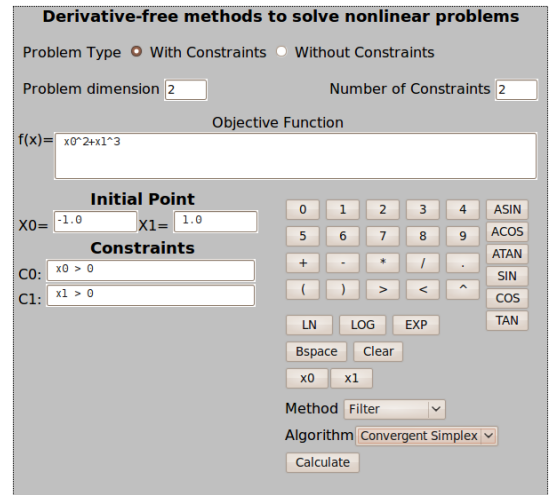 Derivative-free methods to solve nonlinear problems
Problem Type With Constraints Without Constraints
Problem dimension 2 Number of Constraints 2
Objective Function
f(x)= x0^2+x1^3
Initial Point
X0= -1.0 X1= 1.0
Constraints
C0: x0 > 0
C1: x1 > 0
0 1 2 3 4 ASIN
5 6 7 8 9 ACOS
ATAN
+ - * / .
SIN
( ) > < ^
COS
LN LOG EXP TAN
Bspace Clear
x0 x1
Method Filter
Algorithm Convergent Simplex
Calculate